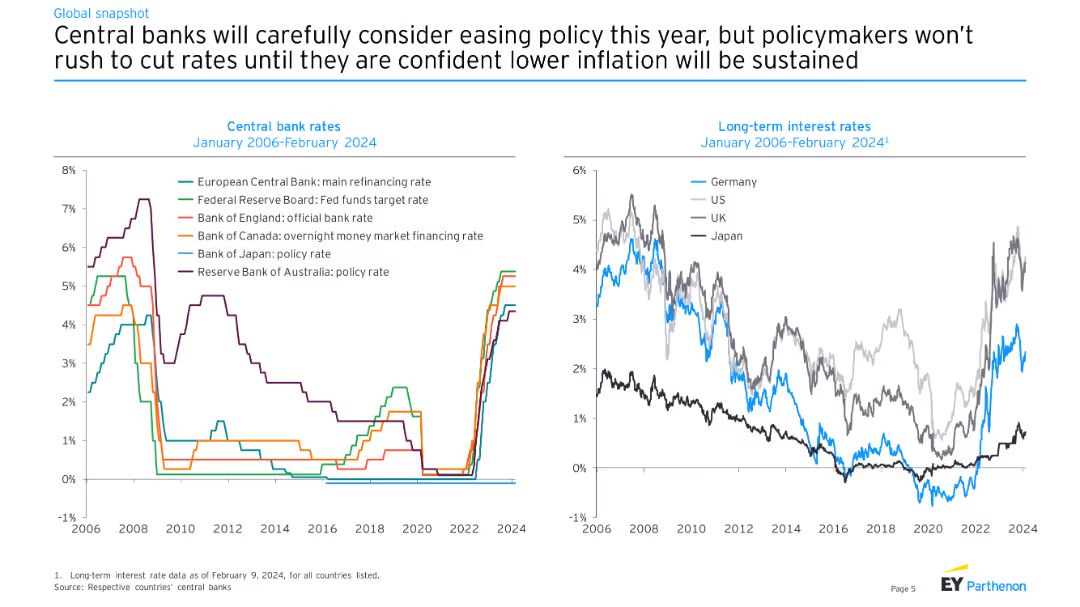 Global snapshot
Central banks will carefully consider easing policy this year, but policymakers won't
rush to cut rates until they are confident lower inflation will be sustained
Central bank rates
January 2006–February 2024
8%
7%
6%
5%
4%
3%
2%
1%
0%
-1%
European Central Bank: main refinancing rate
Federal Reserve Board: Fed funds target rate
Bank of England: official bank rate
Bank of Canada: overnight money market financing rate
Bank of Japan: policy rate
Reserve Bank of Australia: policy rate
2006 2008 2010 2012 2014 2016 2018 2020 2022 2024
Long-term interest rates
January 2006–February 2024¹
6%
5%
4%
3%
2%
1%
0%
-1%
Germany
US
UK
Japan
2006 2008 2010 2012 2014 2016 2018 2020 2022 2024
1. Long-term interest rate data as of February 9, 2024, for all countries listed.
Source: Respective countries' central banks
Page 5
EY Parthenon